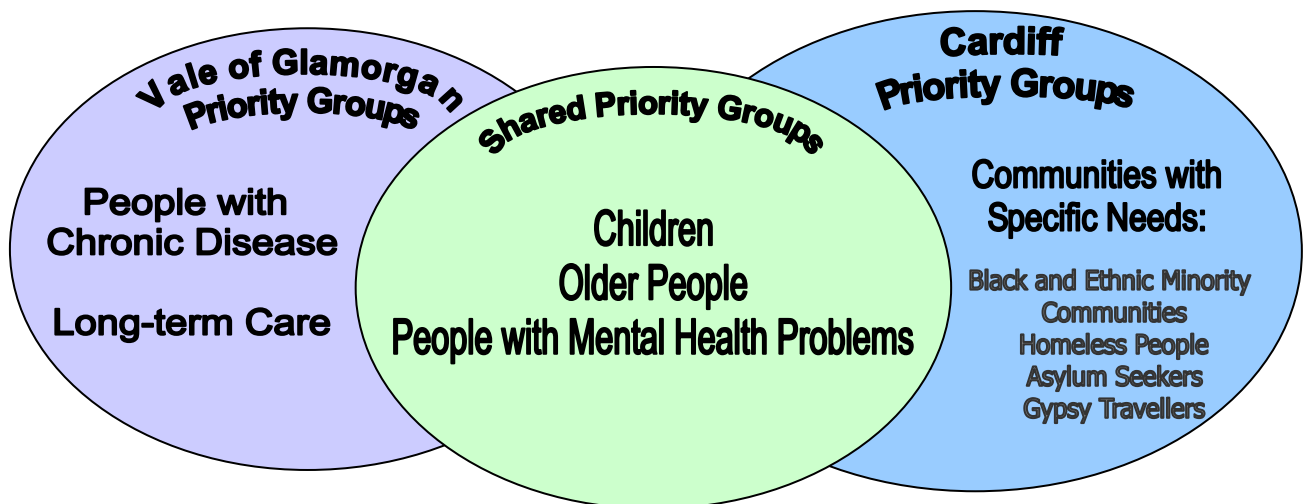 Vale of Glamorgan
Priority Groups
People with
Chronic Disease
Long-term Care
Shared Priority Groups
Children
Older People
People with Mental Health Problems
Cardiff
Priority Groups
Communities with
Specific Needs:
Black and Ethnic Minority
Communities
Homeless People
Asylum Seekers
Gypsy Travellers